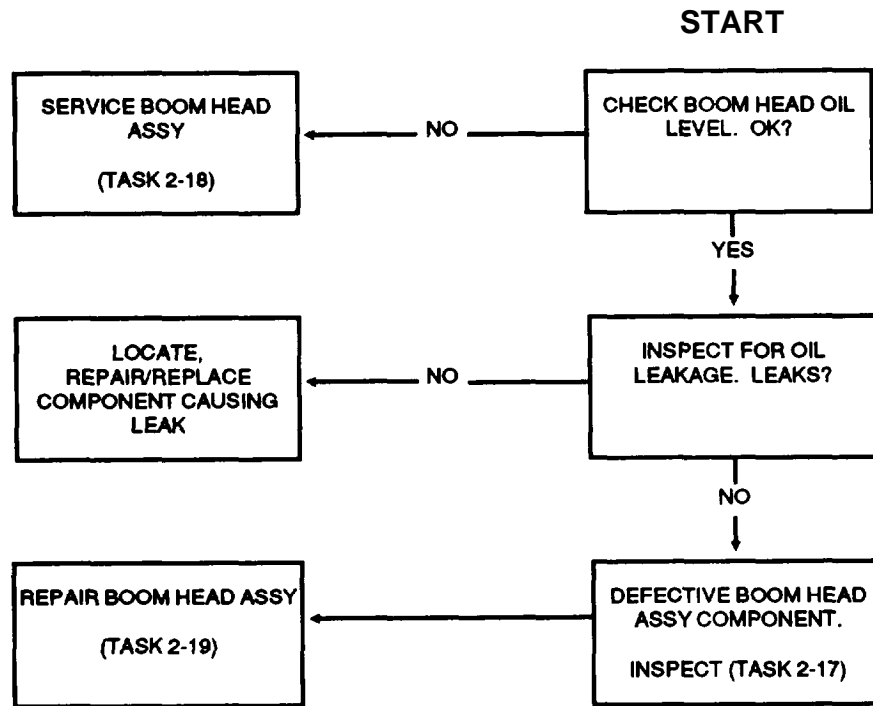 START
SERVICE BOOM HEAD
ASSY
(TASK 2-18)
NO
CHECK BOOM HEAD OIL
LEVEL. OK?
YES
LOCATE,
REPAIR/REPLACE
COMPONENT CAUSING
LEAK
NO
INSPECT FOR OIL
LEAKAGE. LEAKS?
NO
REPAIR BOOM HEAD ASSY
(TASK 2-19)
DEFECTIVE BOOM HEAD
ASSY COMPONENT.
INSPECT (TASK 2-17)